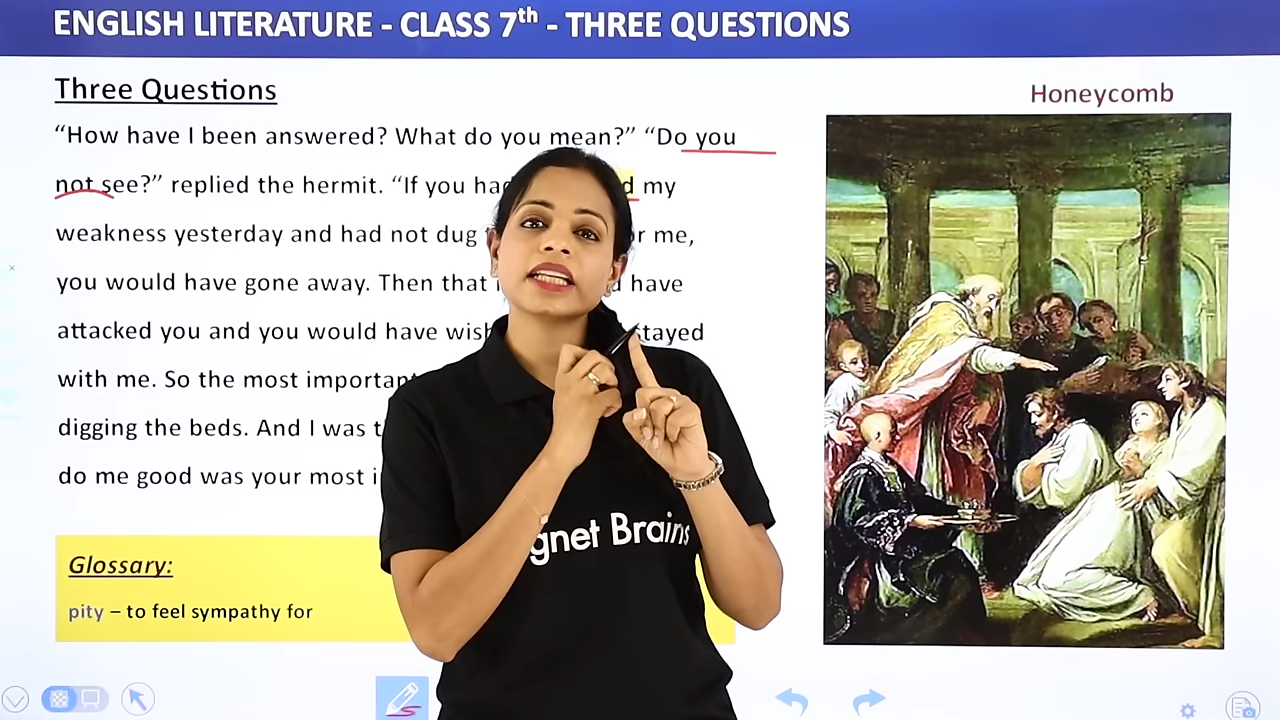 ENGLISH LITERATURE - CLASS 7th - THREE QUESTIONS
Three Questions
Honeycomb
“How have I been answered? What do you mean?” “Do you
not see?” replied the hermit. “If you had my
weakness yesterday and had not dug for me,
you would have gone away. Then that have
attacked you and you would have stayed
with me. So the most important
digging the beds. And I was
do me good was your most
Glossary:
pity – to feel sympathy for
gnet Brains